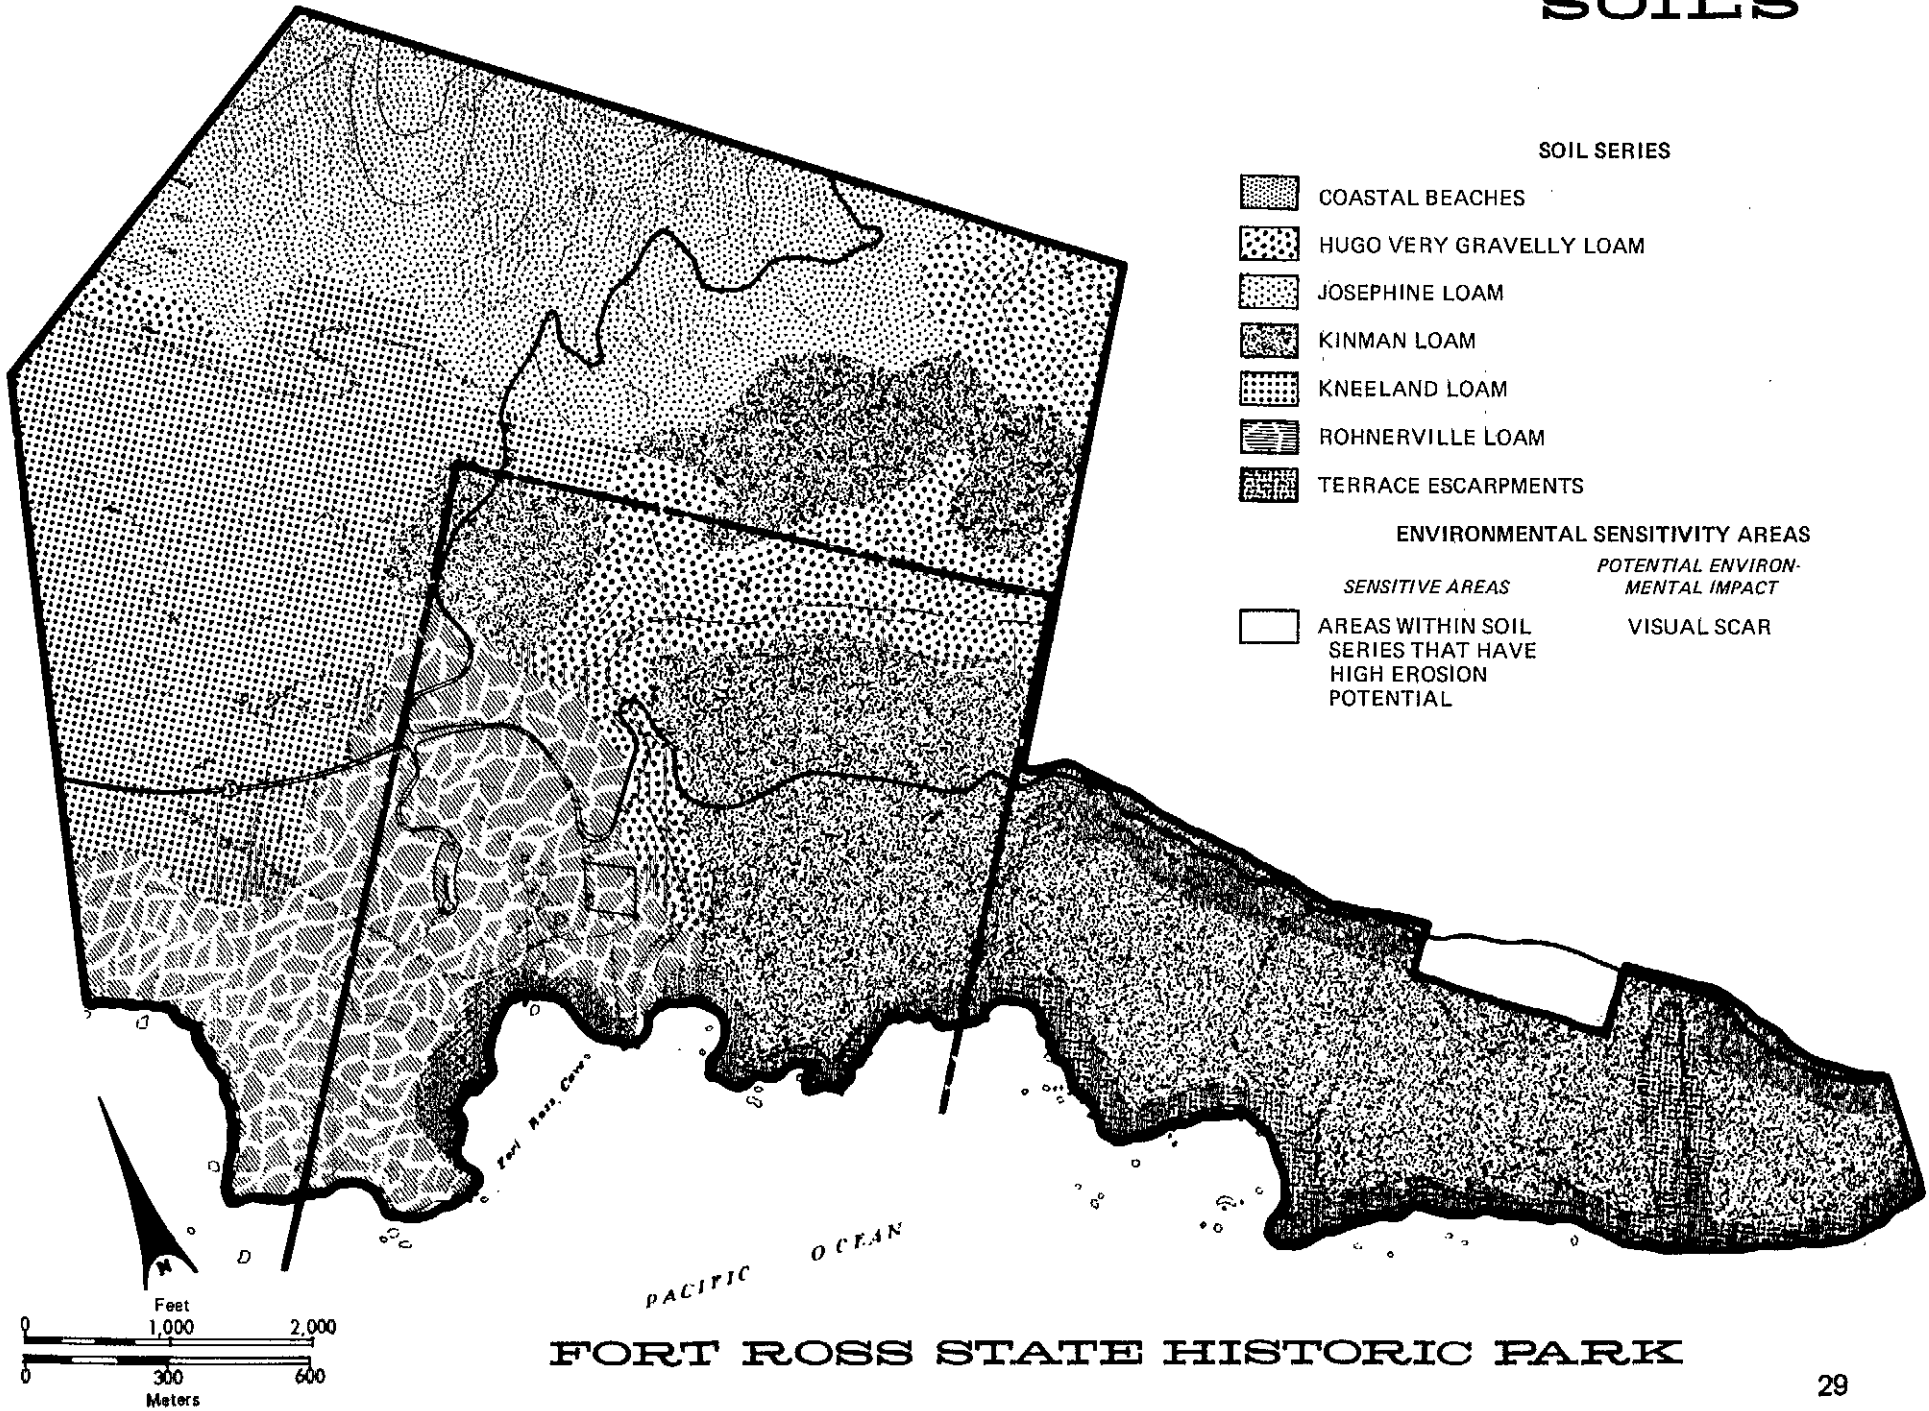 SOILS
SOIL SERIES
COASTAL BEACHES
HUGO VERY GRAVELLY LOAM
JOSEPHINE LOAM
KINMAN LOAM
KNEELAND LOAM
ROHNERVILLE LOAM
TERRACE ESCARPMENTS
ENVIRONMENTAL SENSITIVITY AREAS
SENSITIVE AREAS
POTENTIAL ENVIRON-
MENTAL IMPACT
AREAS WITHIN SOIL
SERIES THAT HAVE
HIGH EROSION
POTENTIAL
VISUAL SCAR
Fort Ross Cove
PACIFIC OCEAN
N
Feet
0 1,000 2,000
0 300 600
Meters
FORT ROSS STATE HISTORIC PARK
29